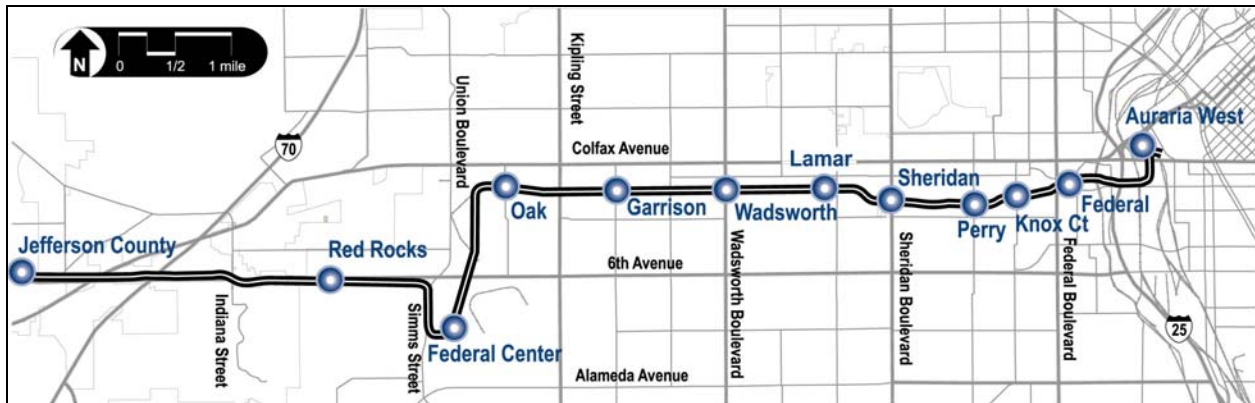 N
0 1/2 1 mile
70
Union Boulevard
Kipling Street
Colfax Avenue
Auraria West
Lamar
Sheridan
Oak
Garrison
Wadsworth
Perry
Knox Ct
Federal
Jefferson County
Red Rocks
6th Avenue
Indiana Street
Simms Street
Federal Center
Wadsworth Boulevard
Sheridan Boulevard
Federal Boulevard
25
Alameda Avenue